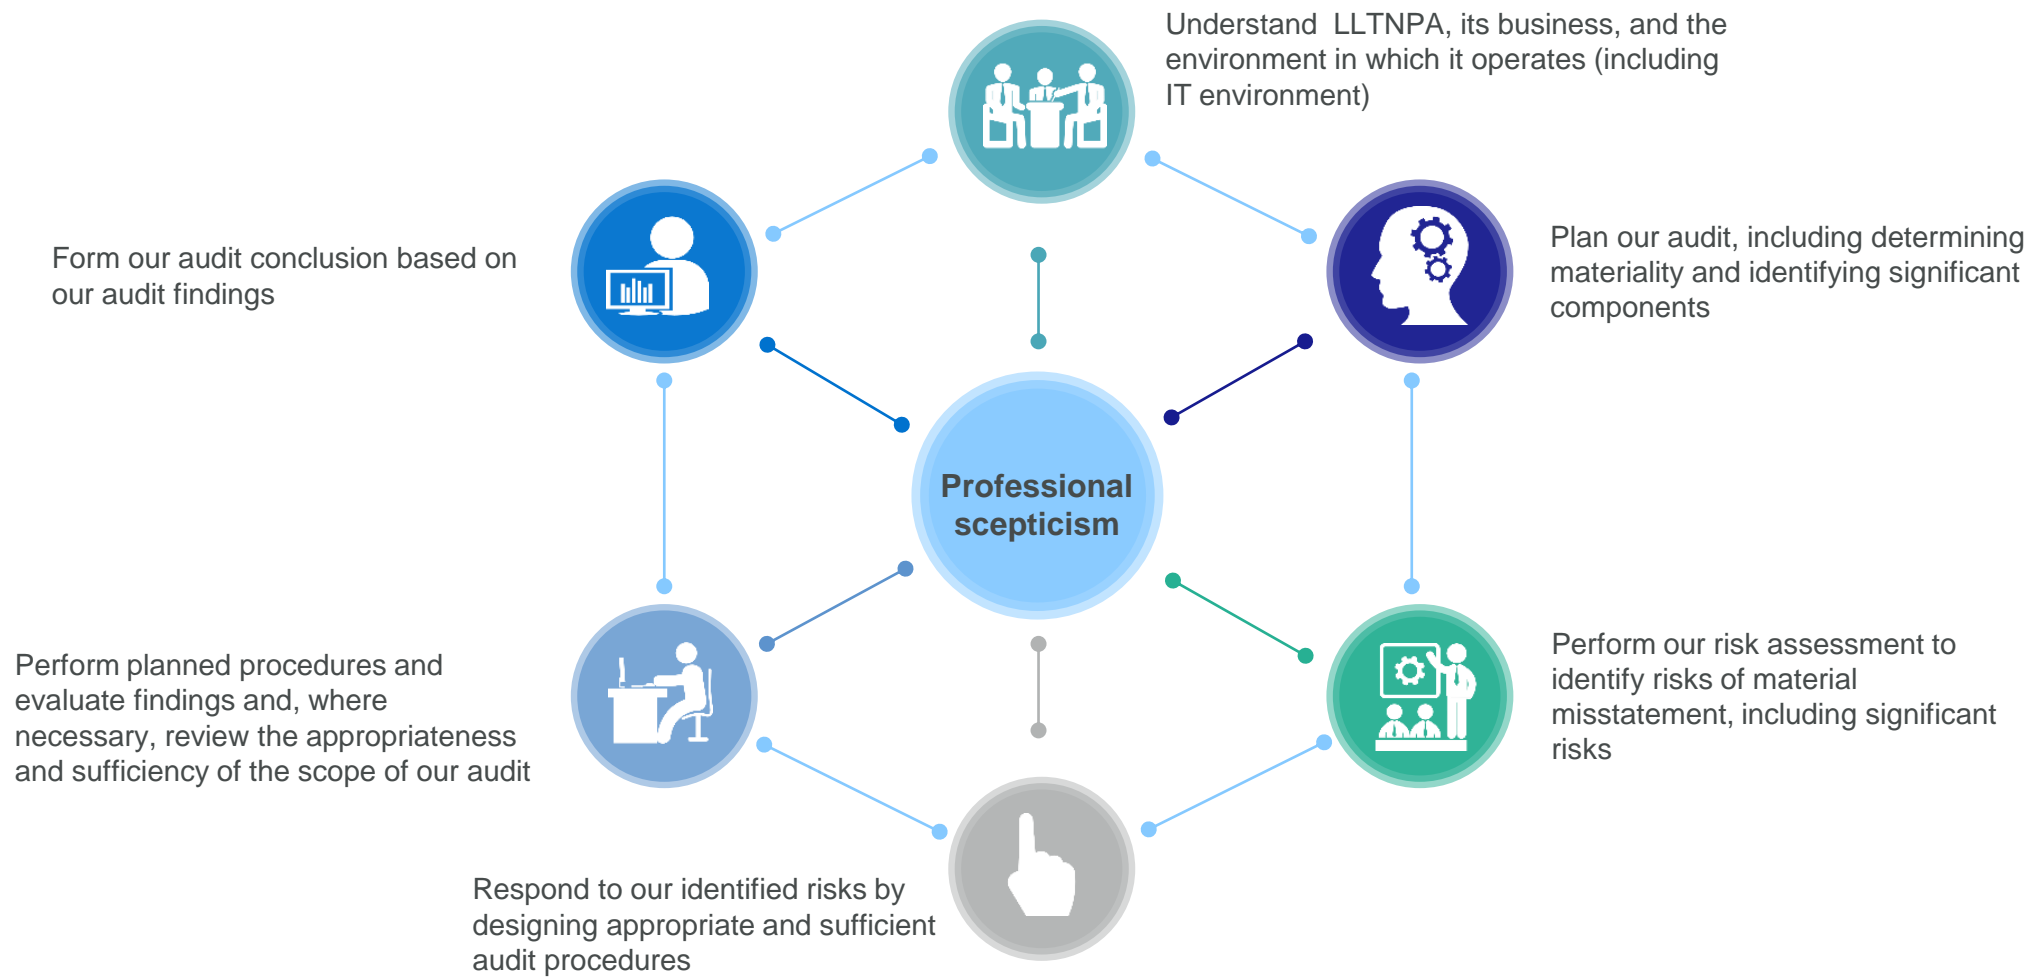 Understand  LLTNPA, its business, and the
environment in which it operates (including
IT environment)
Plan our audit, including determining
materiality and identifying significant
components
Perform our risk assessment to
identify risks of material
misstatement, including significant
risks
Respond to our identified risks by
designing appropriate and sufficient
audit procedures
Perform planned procedures and
evaluate findings and, where
necessary, review the appropriateness
and sufficiency of the scope of our audit
Form our audit conclusion based on
our audit findings
Professional
scepticism